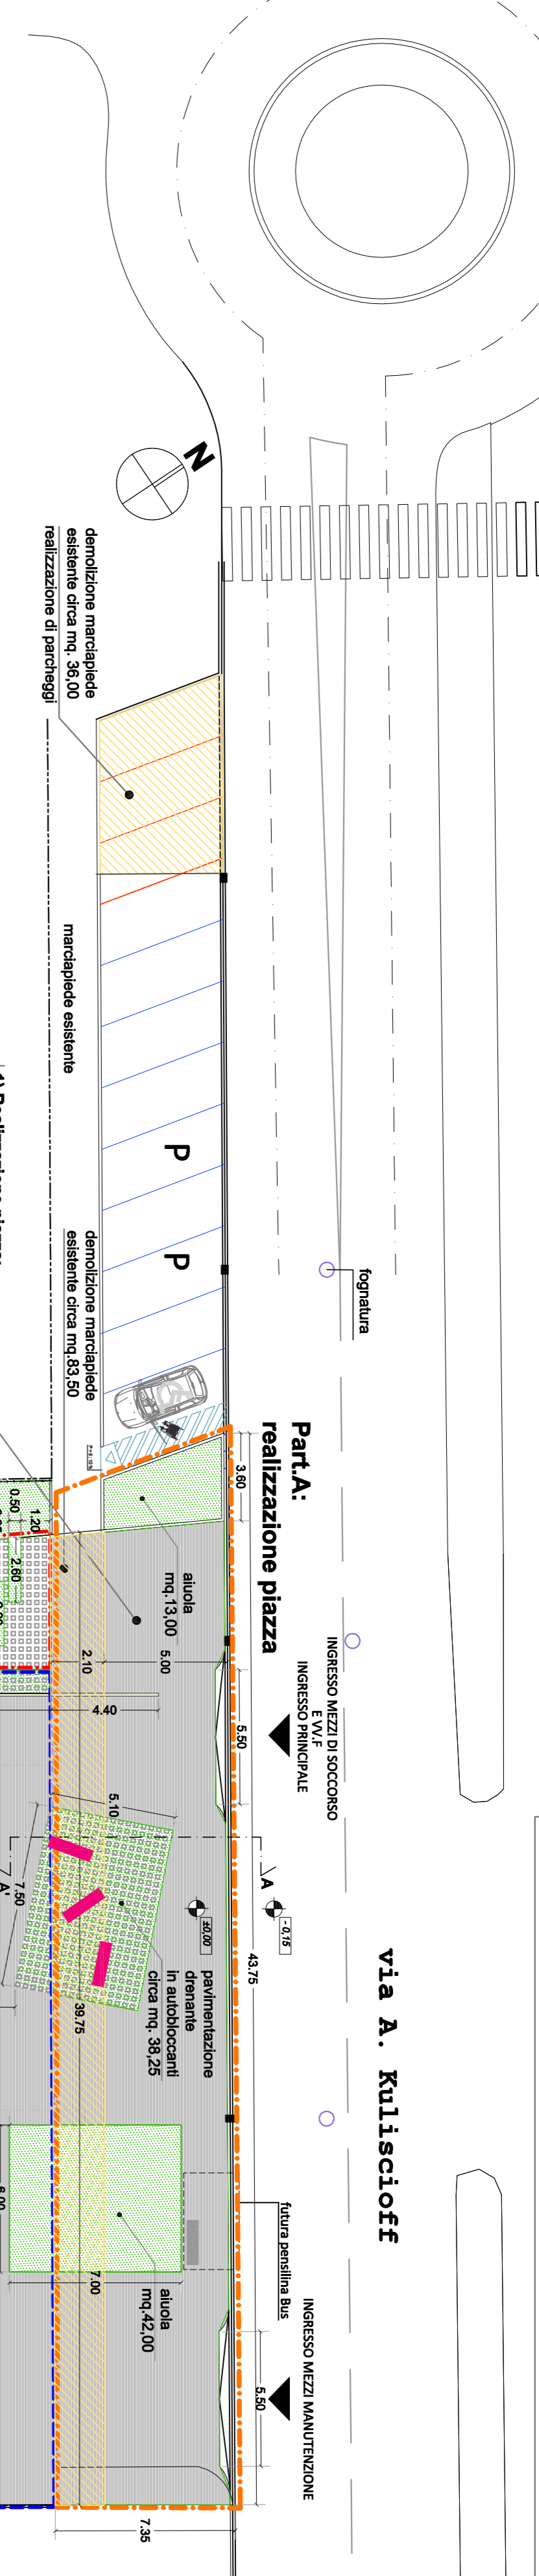 N
demolizione marciapiede
esistente circa mq. 36,00
realizzazione di parcheggi
marciapiede esistente
P
P
demolizione marciapiede
esistente circa mq.83,50
fognatura
Part.A:
realizzazione piazza
3.60
aiuola
mq.13,00
1.20
0.50
2.60
2.10
5.00
4.40
INGRESSO MEZZI DI SOCCORSO
E VV.F
INGRESSO PRINCIPALE
5.50
5.10
7.50
A
A'
- 0,15
±0,00
43.75
39.75
pavimentazione
drenante
in autobloccanti
circa mq. 38,25
via A. Kuliscioff
futura pensilina Bus
6.00
7.00
aiuola
mq.42,00
INGRESSO MEZZI MANUTENZIONE
5.50
7.35